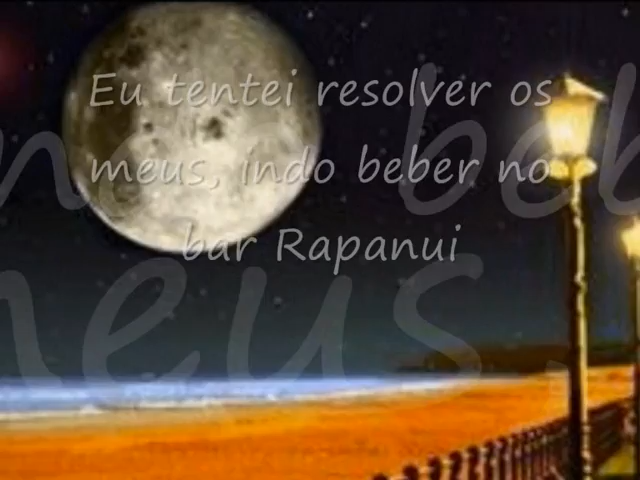 Eu tentei resolver os
meus, indo beber no
bar Rapanui